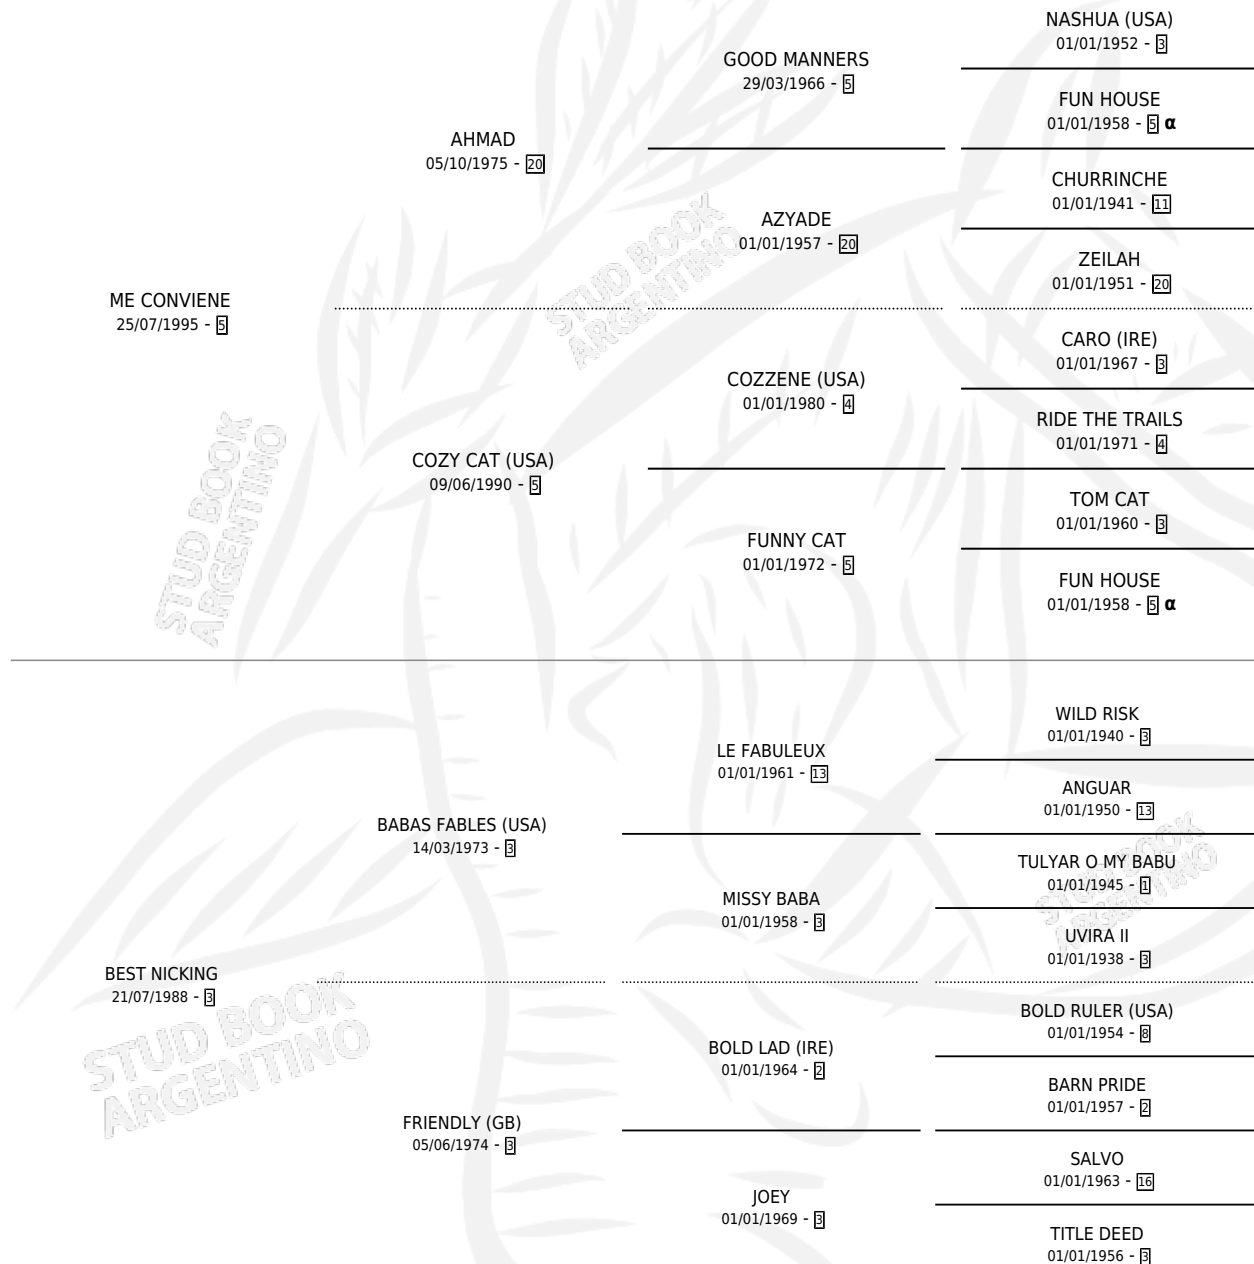 NASHUA (USA)
01/01/1952 - 3
GOOD MANNERS
29/03/1966 - 5
FUN HOUSE
01/01/1958 - 5 α
AHMAD
05/10/1975 - 20
CHURRINCHE
01/01/1941 - 11
AZYADE
01/01/1957 - 20
ZEILAH
01/01/1951 - 20
ME CONVIENE
25/07/1995 - 5
CARO (IRE)
01/01/1967 - 3
COZZENE (USA)
01/01/1980 - 4
RIDE THE TRAILS
01/01/1971 - 4
COZY CAT (USA)
09/06/1990 - 5
TOM CAT
01/01/1960 - 3
FUNNY CAT
01/01/1972 - 5
FUN HOUSE
01/01/1958 - 5 α
STUD BOOK
ARGENTINO
STUD BOOK
ARGENTINO
WILD RISK
01/01/1940 - 3
LE FABULEUX
01/01/1961 - 13
ANGUAR
01/01/1950 - 13
BABAS FABLES (USA)
14/03/1973 - 3
TULYAR O MY BABU
01/01/1945 - 1
MISSY BABA
01/01/1958 - 3
UVIRA II
01/01/1938 - 3
BEST NICKING
21/07/1988 - 3
BOLD RULER (USA)
01/01/1954 - 8
BOLD LAD (IRE)
01/01/1964 - 2
BARN PRIDE
01/01/1957 - 2
FRIENDLY (GB)
05/06/1974 - 3
SALVO
01/01/1963 - 16
JOEY
01/01/1969 - 3
TITLE DEED
01/01/1956 - 3
STUD BOOK
ARGENTINO
STUD BOOK
ARGENTINO